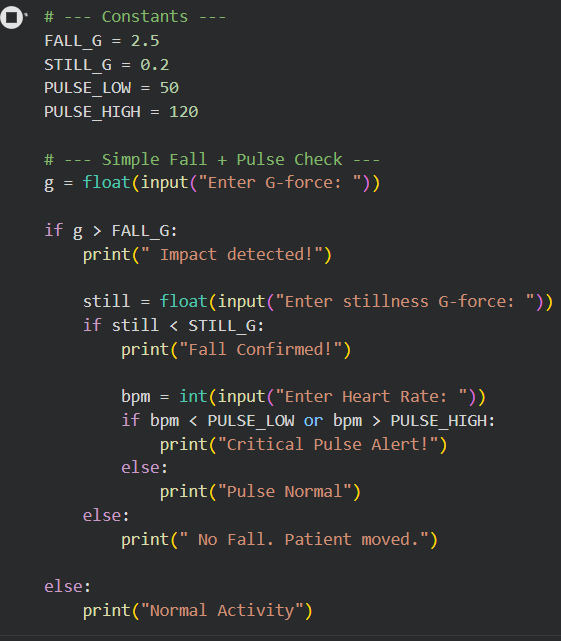 # --- Constants ---
FALL_G = 2.5
STILL_G = 0.2
PULSE_LOW = 50
PULSE_HIGH = 120

# --- Simple Fall + Pulse Check ---
g = float(input("Enter G-force: "))

if g > FALL_G:
    print(" Impact detected!")

    still = float(input("Enter stillness G-force: "))
    if still < STILL_G:
        print("Fall Confirmed!")

        bpm = int(input("Enter Heart Rate: "))
        if bpm < PULSE_LOW or bpm > PULSE_HIGH:
            print("Critical Pulse Alert!")
        else:
            print("Pulse Normal")
    else:
        print(" No Fall. Patient moved.")

else:
    print("Normal Activity")